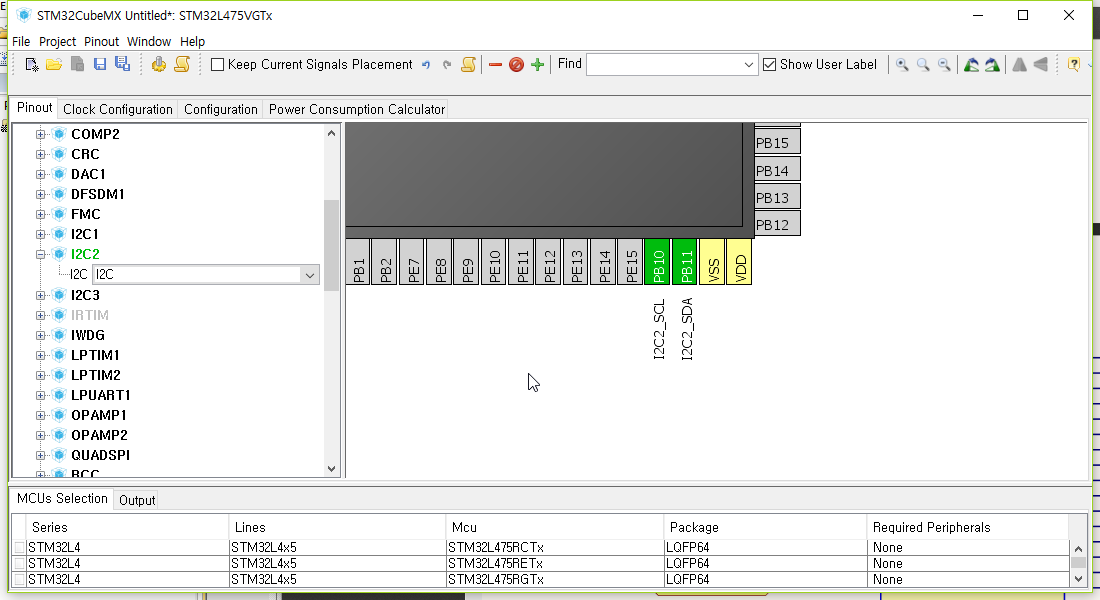 STM32CubeMX Untitled*: STM32L475VGTx
File Project Pinout Window Help
Keep Current Signals Placement Find Show User Label
Pinout Clock Configuration Configuration Power Consumption Calculator
COMP2
CRC
DAC1
DFSDM1
FMC
I2C1
I2C2
I2C I2C
I2C3
IRTIM
IWDG
LPTIM1
LPTIM2
LPUART1
OPAMP1
OPAMP2
QUADSPI
RCC
PB15
PB14
PB13
PB12
PB1 PB2 PE7 PE8 PE9 PE10 PE11 PE12 PE13 PE14 PE15 PB10 PB11 VSS VDD
I2C2_SCL I2C2_SDA
MCUs Selection Output
Series Lines Mcu Package Required Peripherals
STM32L4 STM32L4x5 STM32L475RCTx LQFP64 None
STM32L4 STM32L4x5 STM32L475RETx LQFP64 None
STM32L4 STM32L4x5 STM32L475RGTx LQFP64 None